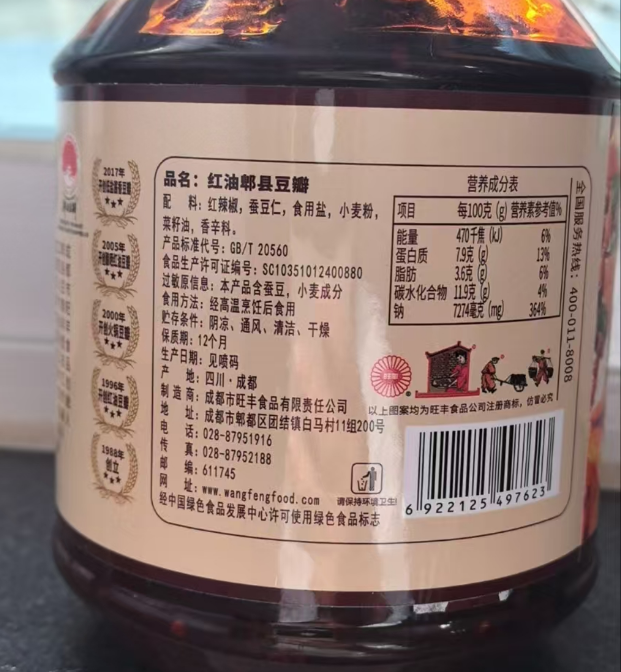 2017年
★★★
2005年
★★★
2000年
★★★
1996年
★★★
1988年
创立
★★★
品名：红油郫县豆瓣
配　料：红辣椒，蚕豆仁，食用盐，小麦粉，
菜籽油，香辛料。
产品标准代号：GB/T 20560
食品生产许可证编号：SC10351012400880
过敏原信息：本产品含蚕豆，小麦成分
食用方法：经高温烹饪后食用
贮存条件：阴凉、通风、清洁、干燥
保质期：12个月
生产日期：见喷码
产　地：四川·成都
制 造 商：成都市旺丰食品有限责任公司
地　址：成都市郫都区团结镇白马村11组200号
电　话：028-87951916
传　真：028-87952188
邮　编：611745
网　址：www.wangfengfood.com
经中国绿色食品发展中心许可使用绿色食品标志
营养成分表
项目 每100克(g) 营养素参考值%
能量 470千焦(kJ) 6%
蛋白质 7.9克(g) 13%
脂肪 3.6克(g) 6%
碳水化合物 11.9克(g) 4%
钠 7274毫克(mg) 364%
以上图案均为旺丰食品公司注册商标，仿冒必究
请保持环境卫生!
6 922125 497623
全国服务热线：400-011-8008